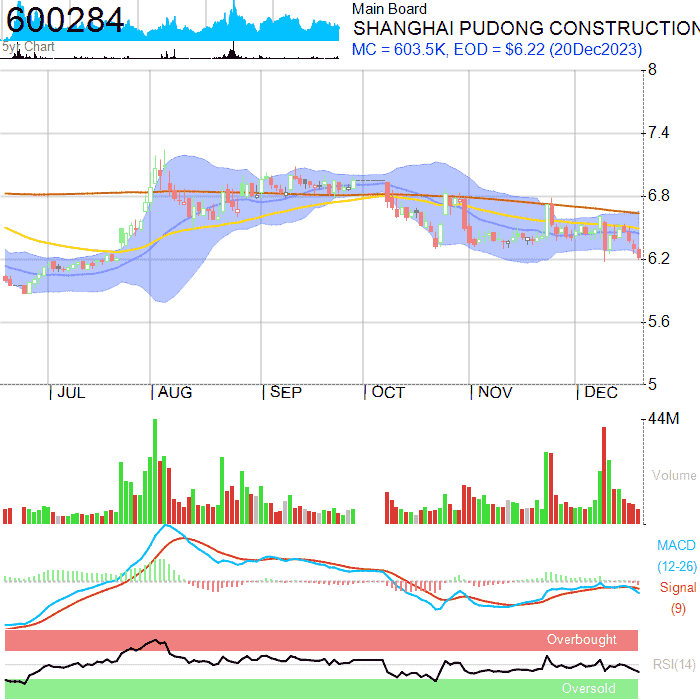 600284
5yr Chart
Main Board
SHANGHAI PUDONG CONSTRUCTION
MC = 603.5K, EOD = $6.22 (20Dec2023)
8
7.4
6.8
6.2
5.6
5
JUL AUG SEP OCT NOV DEC
44M
Volume
MACD
(12-26)
Signal
(9)
Overbought
RSI(14)
Oversold